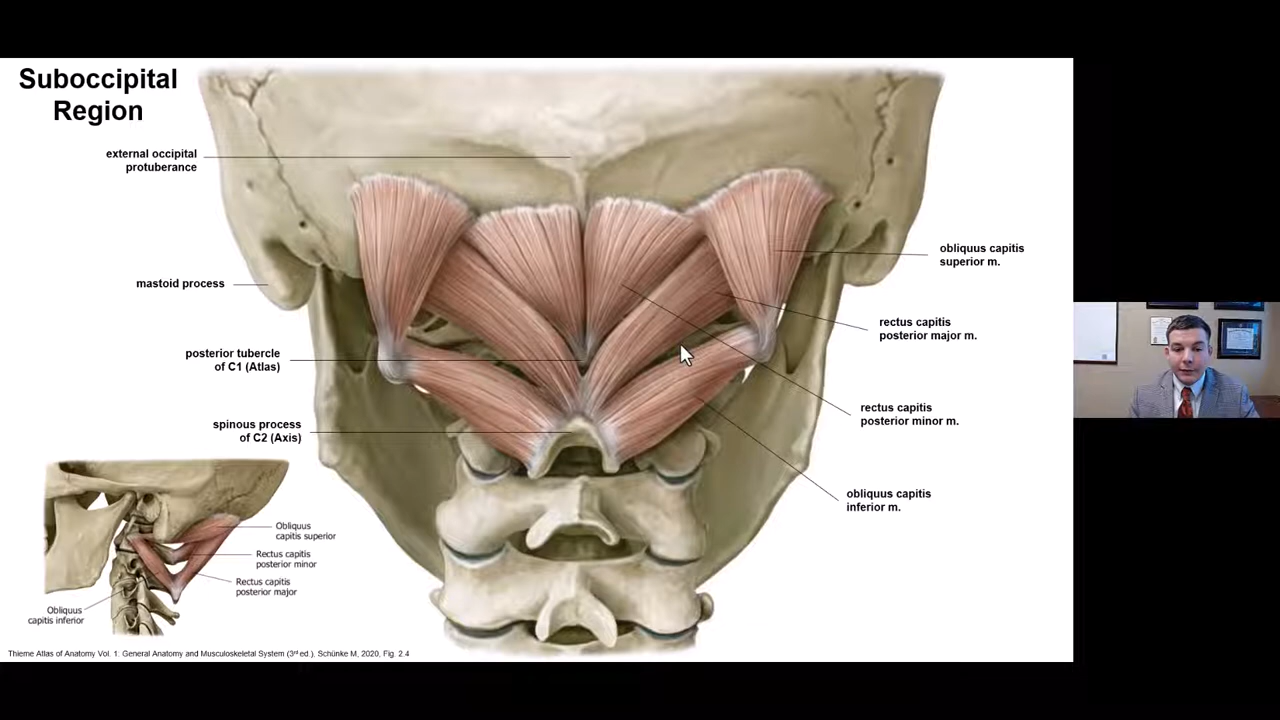 Suboccipital
Region
external occipital
protuberance
mastoid process
posterior tubercle
of C1 (Atlas)
spinous process
of C2 (Axis)
obliquus capitis
superior m.
rectus capitis
posterior major m.
rectus capitis
posterior minor m.
obliquus capitis
inferior m.
Obliquus
capitis superior
Rectus capitis
posterior minor
Rectus capitis
posterior major
Obliquus
capitis inferior
Thieme Atlas of Anatomy Vol. 1: General Anatomy and Musculoskeletal System (3rd ed.), Schünke M, 2020, Fig. 2.4